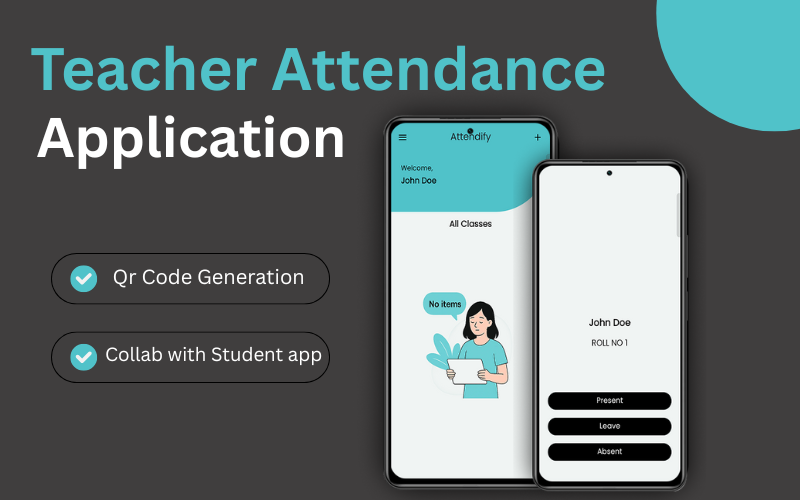 Teacher Attendance
Application
Qr Code Generation
Collab with Student app
Attendify
Welcome,
John Doe
All Classes
No items
John Doe
ROLL NO 1
Present
Leave
Absent